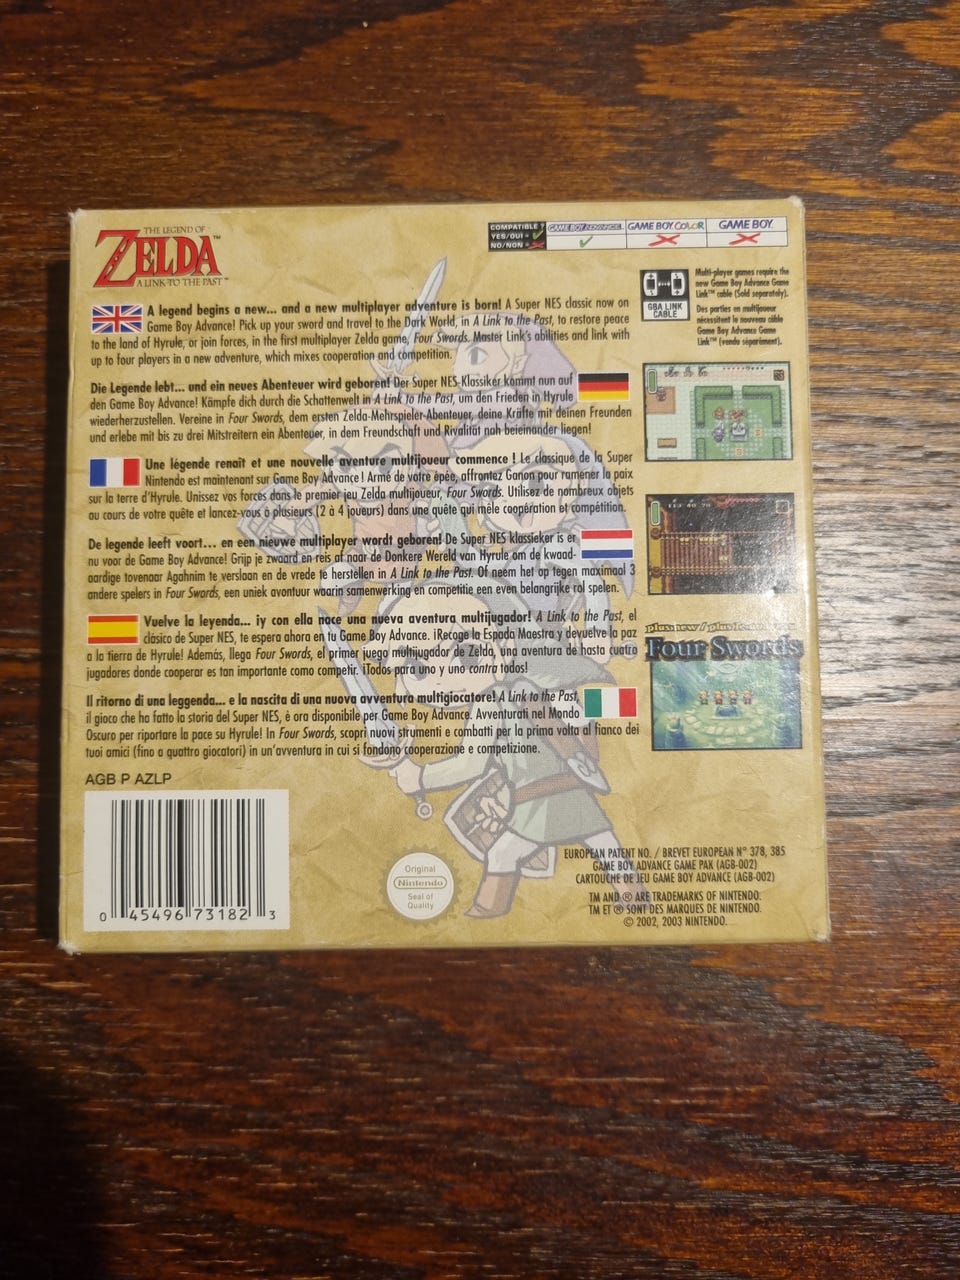 THE LEGEND OF
ZELDA™
A LINK TO THE PAST™
COMPATIBLE?
YES/OUI =
NO/NON =
GAME BOY ADVANCE
GAME BOY COLOR
GAME BOY
A legend begins a new... and a new multiplayer adventure is born! A Super NES classic now on
Game Boy Advance! Pick up your sword and travel to the Dark World, in A Link to the Past, to restore peace
to the land of Hyrule, or join forces, in the first multiplayer Zelda game, Four Swords. Master Link's abilities and link with
up to four players in a new adventure, which mixes cooperation and competition.
GBA LINK
CABLE
Multi-player games require the
new Game Boy Advance Game
Link™ cable (Sold separately).
Des parties en multijoueur
nécessitent le nouveau câble
Game Boy Advance Game
Link™ (vendu séparément).
Die Legende lebt... und ein neues Abenteuer wird geboren! Der Super NES-Klassiker kommt nun auf
den Game Boy Advance! Kämpfe dich durch die Schattenwelt in A Link to the Past, um den Frieden in Hyrule
wiederherzustellen. Vereine in Four Swords, dem ersten Zelda-Mehrspieler-Abenteuer, deine Kräfte mit deinen Freunden
und erlebe mit bis zu drei Mitstreitern ein Abenteuer, in dem Freundschaft und Rivalität nah beieinander liegen!
Une légende renaît et une nouvelle aventure multijoueur commence ! Le classique de la Super
Nintendo est maintenant sur Game Boy Advance ! Armé de votre épée, affrontez Ganon pour ramener la paix
sur la terre d'Hyrule. Unissez vos forces dans le premier jeu Zelda multijoueur, Four Swords. Utilisez de nombreux objets
au cours de votre quête et lancez-vous à plusieurs (2 à 4 joueurs) dans une quête qui mêle coopération et compétition.
De legende leeft voort... en een nieuwe multiplayer wordt geboren! De Super NES klassieker is er
nu voor de Game Boy Advance! Grijp je zwaard en reis af naar de Donkere Wereld van Hyrule om de kwaad-
aardige tovenaar Agahnim te verslaan en de vrede te herstellen in A Link to the Past. Of neem het op tegen maximaal 3
andere spelers in Four Swords, een uniek avontuur waarin samenwerking en competitie een even belangrijke rol spelen.
Vuelve la leyenda... ¡y con ella nace una nueva aventura multijugador! A Link to the Past, el
clásico de Super NES, te espera ahora en tu Game Boy Advance. ¡Recoge la Espada Maestra y devuelve la paz
a la tierra de Hyrule! Además, llega Four Swords, el primer juego multijugador de Zelda, una aventura de hasta cuatro
jugadores donde cooperar es tan importante como competir. ¡Todos para uno y uno contra todos!
plus new / plus
Four Swords
Il ritorno di una leggenda... e la nascita di una nuova avventura multigiocatore! A Link to the Past,
il gioco che ha fatto la storia del Super NES, è ora disponibile per Game Boy Advance. Avventurati nel Mondo
Oscuro per riportare la pace su Hyrule! In Four Swords, scopri nuovi strumenti e combatti per la prima volta al fianco dei
tuoi amici (fino a quattro giocatori) in un'avventura in cui si fondono cooperazione e competizione.
AGB P AZLP
0 45496 73182 3
Original
Nintendo
Seal of
Quality
EUROPEAN PATENT NO. / BREVET EUROPEAN N° 378, 385
GAME BOY ADVANCE GAME PAK (AGB-002)
CARTOUCHE DE JEU GAME BOY ADVANCE (AGB-002)
TM AND ® ARE TRADEMARKS OF NINTENDO.
TM ET ® SONT DES MARQUES DE NINTENDO.
© 2002, 2003 NINTENDO.